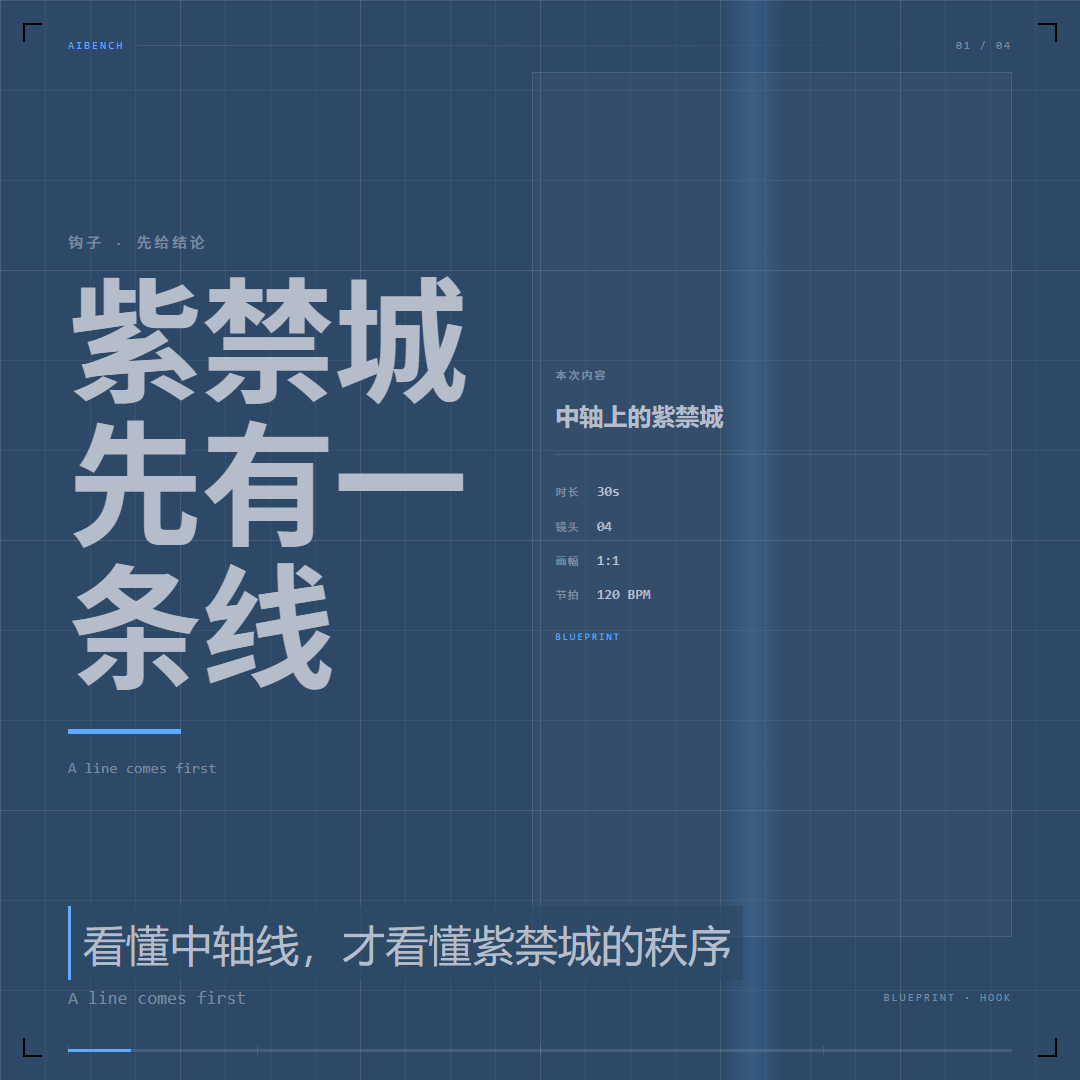 AIBENCH
01 / 04
钩子 · 先给结论
紫禁城
先有一
条线
A line comes first
本次内容
中轴上的紫禁城
时长 30s
镜头 04
画幅 1:1
节拍 120 BPM
BLUEPRINT
看懂中轴线，才看懂紫禁城的秩序
A line comes first
BLUEPRINT · HOOK